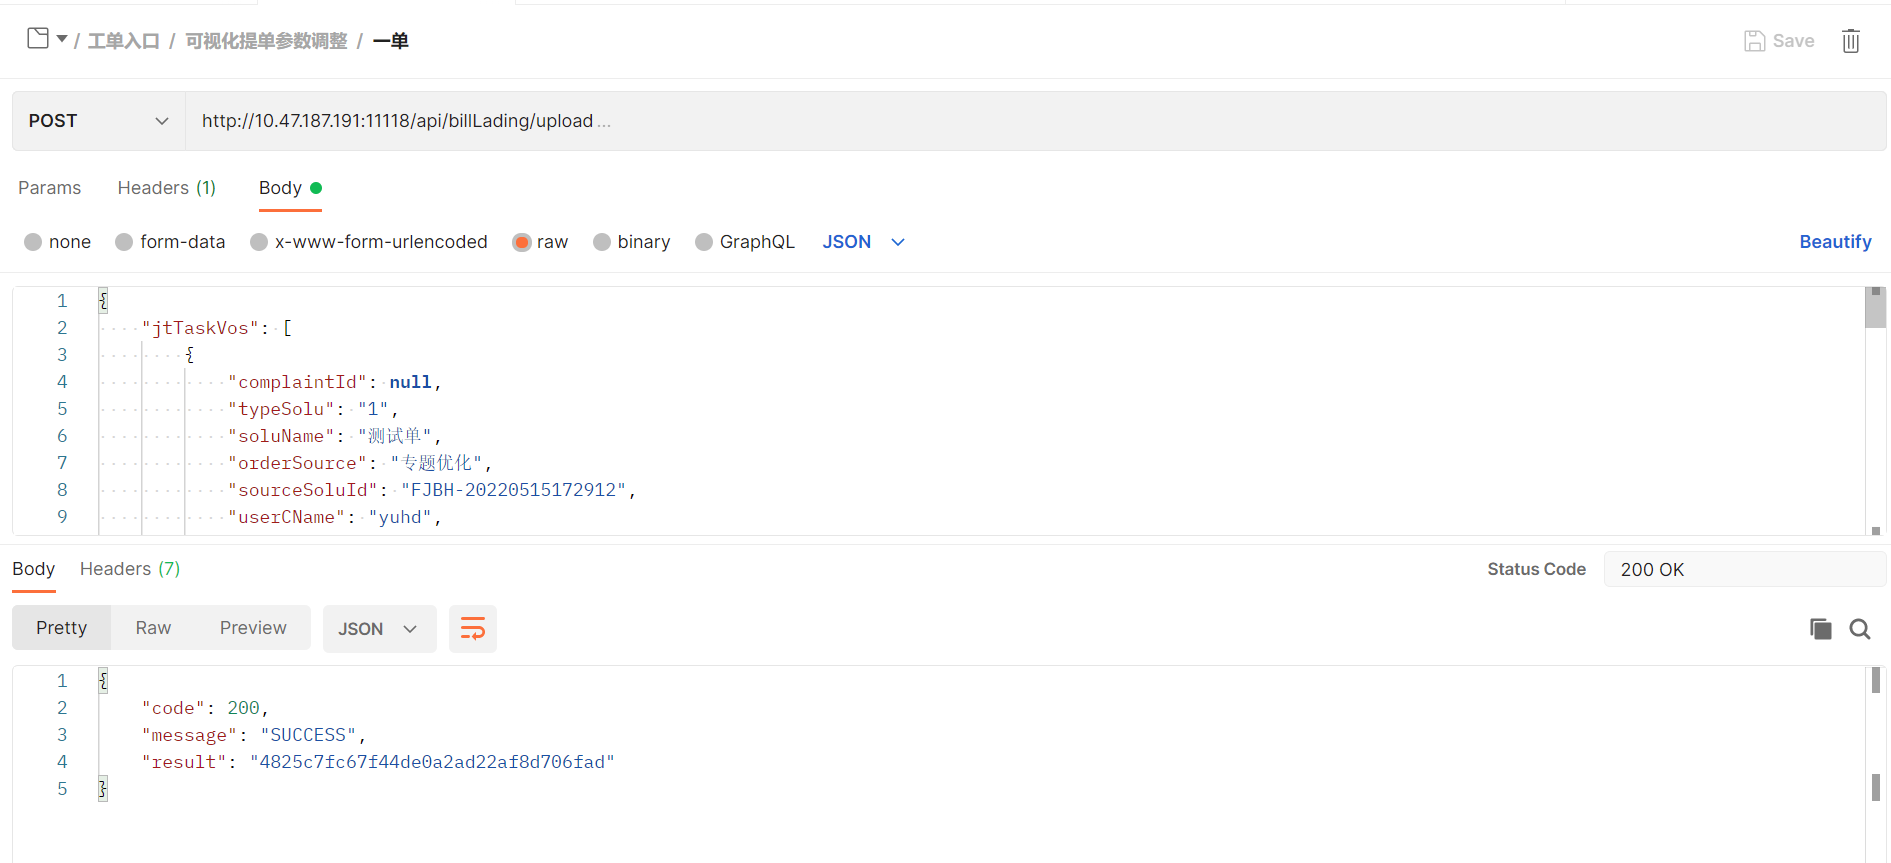 / 工单入口 / 可视化提单参数调整 / 一单
Save
POST
http://10.47.187.191:11118/api/billLading/upload ...
Params Headers (1) Body
none form-data x-www-form-urlencoded raw binary GraphQL JSON
Beautify
1 {
2 "jtTaskVos": [
3 {
4 "complaintId": null,
5 "typeSolu": "1",
6 "soluName": "测试单",
7 "orderSource": "专题优化",
8 "sourceSoluId": "FJBH-20220515172912",
9 "userCName": "yuhd",
Body Headers (7)
Status Code 200 OK
Pretty Raw Preview JSON
1 {
2 "code": 200,
3 "message": "SUCCESS",
4 "result": "4825c7fc67f44de0a2ad22af8d706fad"
5 }